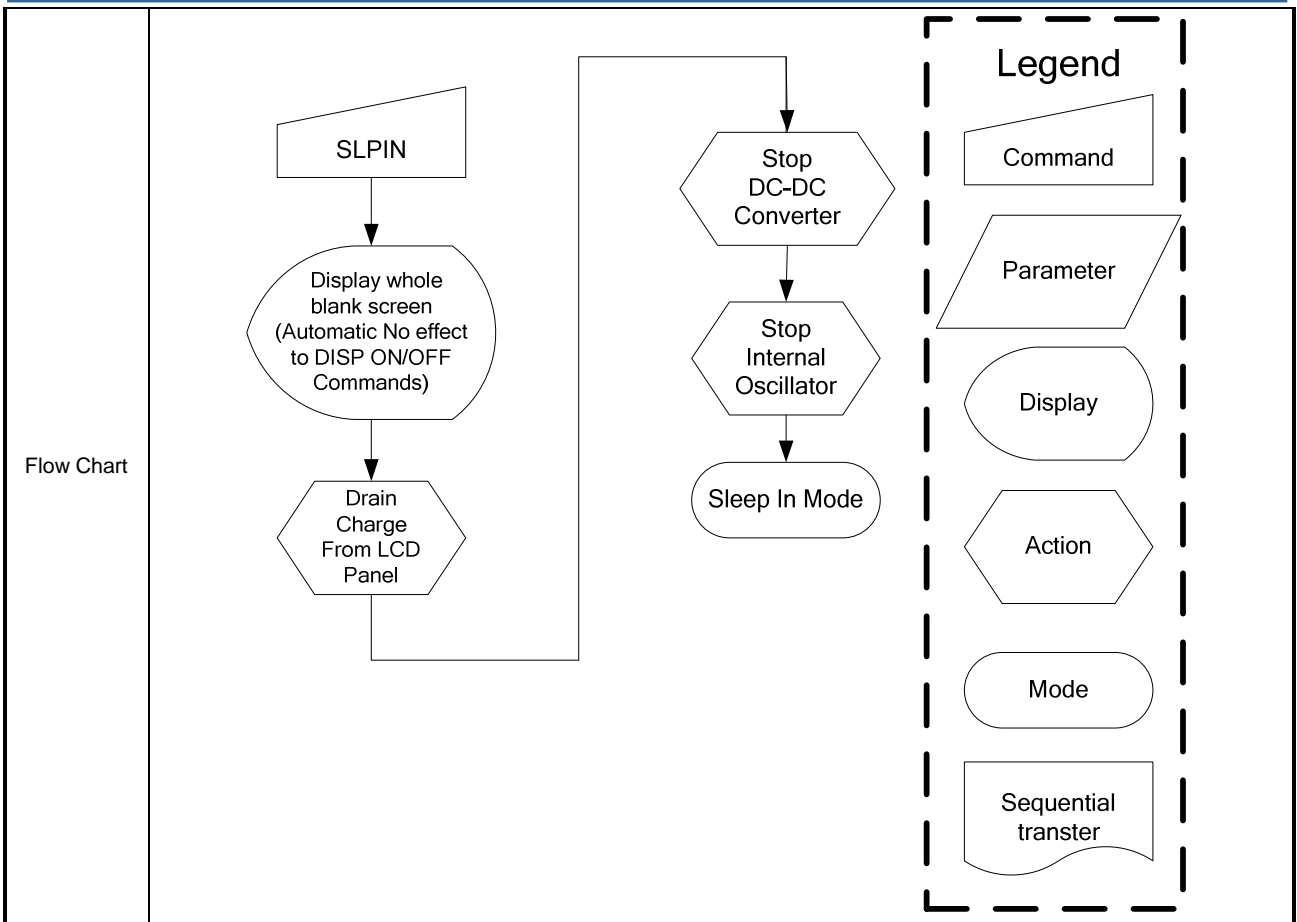 Flow Chart
SLPIN
Display whole
blank screen
(Automatic No effect
to DISP ON/OFF
Commands)
Drain
Charge
From LCD
Panel
Stop
DC-DC
Converter
Stop
Internal
Oscillator
Sleep In Mode
Legend
Command
Parameter
Display
Action
Mode
Sequential
transter